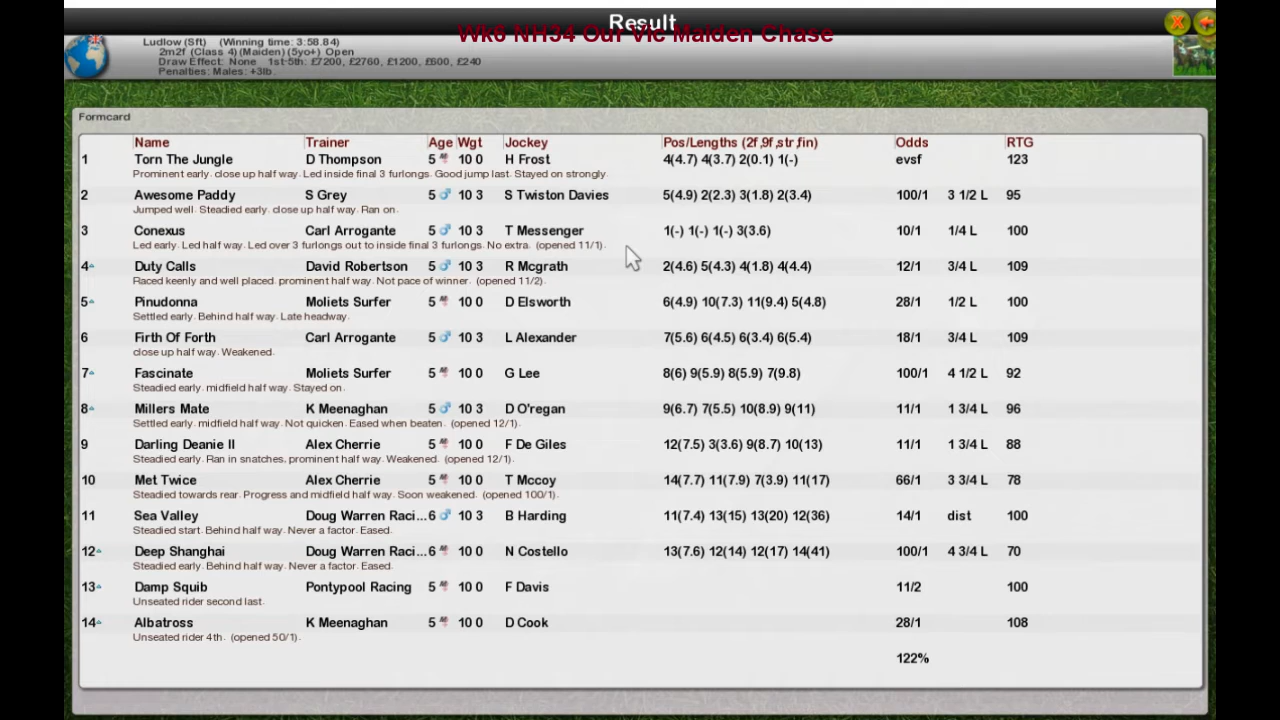 Result
Wk6 NH34 Our Vic Maiden Chase
Ludlow (Sft) (Winning time: 3:58.84)
2m2f (Class 4)(Maiden)(5yo+) Open
Draw Effect: None 1st-5th: £7200, £2760, £1200, £600, £240
Penalties: Males: +3lb.
Formcard
Name Trainer Age Wgt Jockey Pos/Lengths (2f,9f,str,fin) Odds RTG
1 Torn The Jungle D Thompson 5 10 0 H Frost 4(4.7) 4(3.7) 2(0.1) 1(-) evsf 123
Prominent early. close up half way. Led inside final 3 furlongs. Good jump last. Stayed on strongly.
2 Awesome Paddy S Grey 5 10 3 S Twiston Davies 5(4.9) 2(2.3) 3(1.8) 2(3.4) 100/1 3 1/2 L 95
Jumped well. Steadied early. close up half way. Ran on.
3 Conexus Carl Arrogante 5 10 3 T Messenger 1(-) 1(-) 1(-) 3(3.6) 10/1 1/4 L 100
Led early. Led half way. Led over 3 furlongs out to inside final 3 furlongs. No extra. (opened 11/1).
4 Duty Calls David Robertson 5 10 3 R Mcgrath 2(4.6) 5(4.3) 4(1.8) 4(4.4) 12/1 3/4 L 109
Raced keenly and well placed. prominent half way. Not pace of winner. (opened 11/2).
5 Pinudonna Moliets Surfer 5 10 0 D Elsworth 6(4.9) 10(7.3) 11(9.4) 5(4.8) 28/1 1/2 L 100
Settled early. Behind half way. Late headway.
6 Firth Of Forth Carl Arrogante 5 10 3 L Alexander 7(5.6) 6(4.5) 6(3.4) 6(5.4) 18/1 3/4 L 109
close up half way. Weakened.
7 Fascinate Moliets Surfer 5 10 0 G Lee 8(6) 9(5.9) 8(5.9) 7(9.8) 100/1 4 1/2 L 92
Steadied early. midfield half way. Stayed on.
8 Millers Mate K Meenaghan 5 10 3 D O'regan 9(6.7) 7(5.5) 10(8.9) 9(11) 11/1 1 3/4 L 96
Settled early. midfield half way. Not quicken. Eased when beaten. (opened 12/1).
9 Darling Deanie II Alex Cherrie 5 10 0 F De Giles 12(7.5) 3(3.6) 9(8.7) 10(13) 11/1 1 3/4 L 88
Steadied early. Ran in snatches, prominent half way. Weakened. (opened 12/1).
10 Met Twice Alex Cherrie 5 10 0 T Mccoy 14(7.7) 11(7.9) 7(3.9) 11(17) 66/1 3 3/4 L 78
Steadied towards rear. Progress and midfield half way. Soon weakened. (opened 100/1).
11 Sea Valley Doug Warren Raci...6 10 3 B Harding 11(7.4) 13(15) 13(20) 12(36) 14/1 dist 100
Steadied start. Behind half way. Never a factor. Eased.
12 Deep Shanghai Doug Warren Raci...6 10 0 N Costello 13(7.6) 12(14) 12(17) 14(41) 100/1 4 3/4 L 70
Steadied early. Behind half way. Never a factor. Eased.
13 Damp Squib Pontypool Racing 5 10 0 F Davis 11/2 100
Unseated rider second last.
14 Albatross K Meenaghan 5 10 0 D Cook 28/1 108
Unseated rider 4th. (opened 50/1).
122%